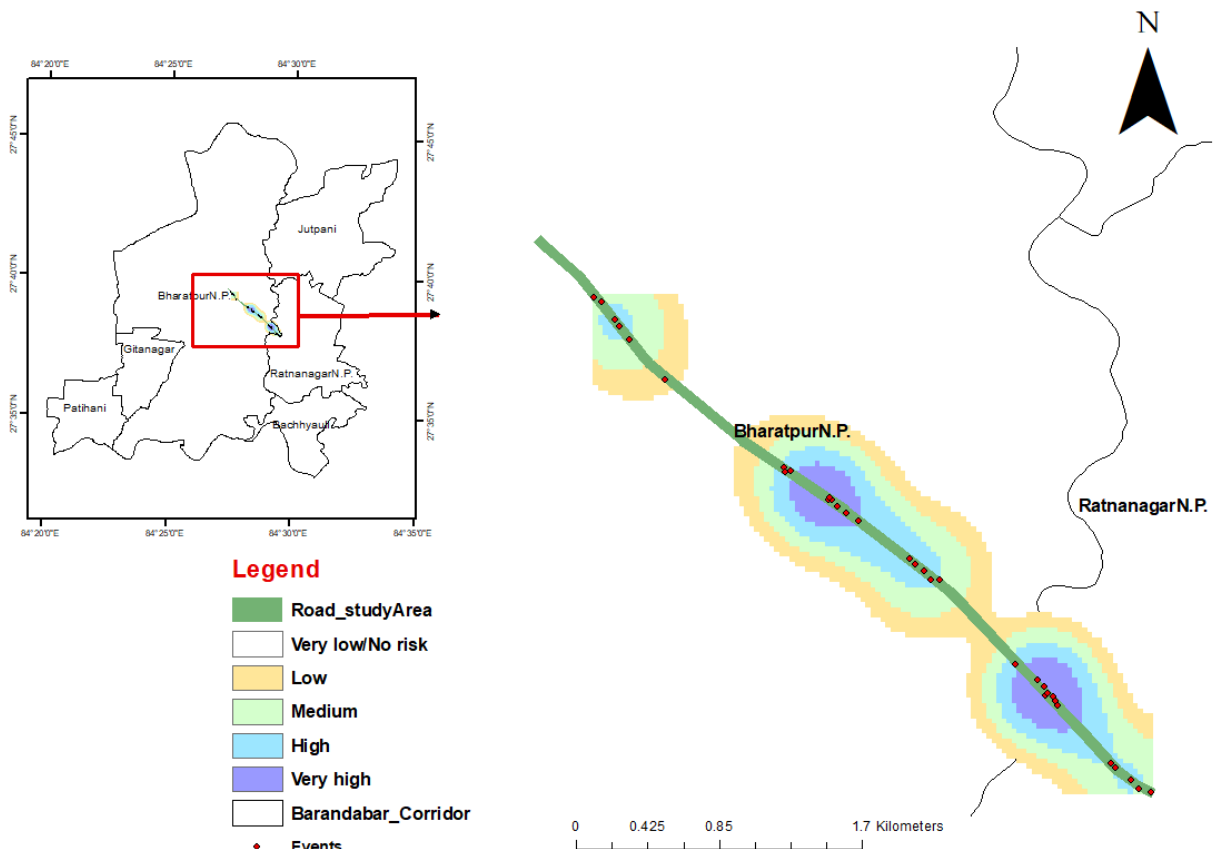 84°20'0"E
84°25'0"E
84°30'0"E
N
27°45'0"N
27°45'0"N
Jutpani
27°40'0"N
27°40'0"N
BharatpurN.P.
Gitanagar
RatnanagarN.P.
Patihani
27°35'0"N
27°35'0"N
Bachhyauli
84°20'0"E
84°25'0"E
84°30'0"E
84°35'0"E
BharatpurN.P.
RatnanagarN.P.
Legend
Road_studyArea
Very low/No risk
Low
Medium
High
Very high
Barandabar_Corridor
Events
0 0.425 0.85 1.7 Kilometers